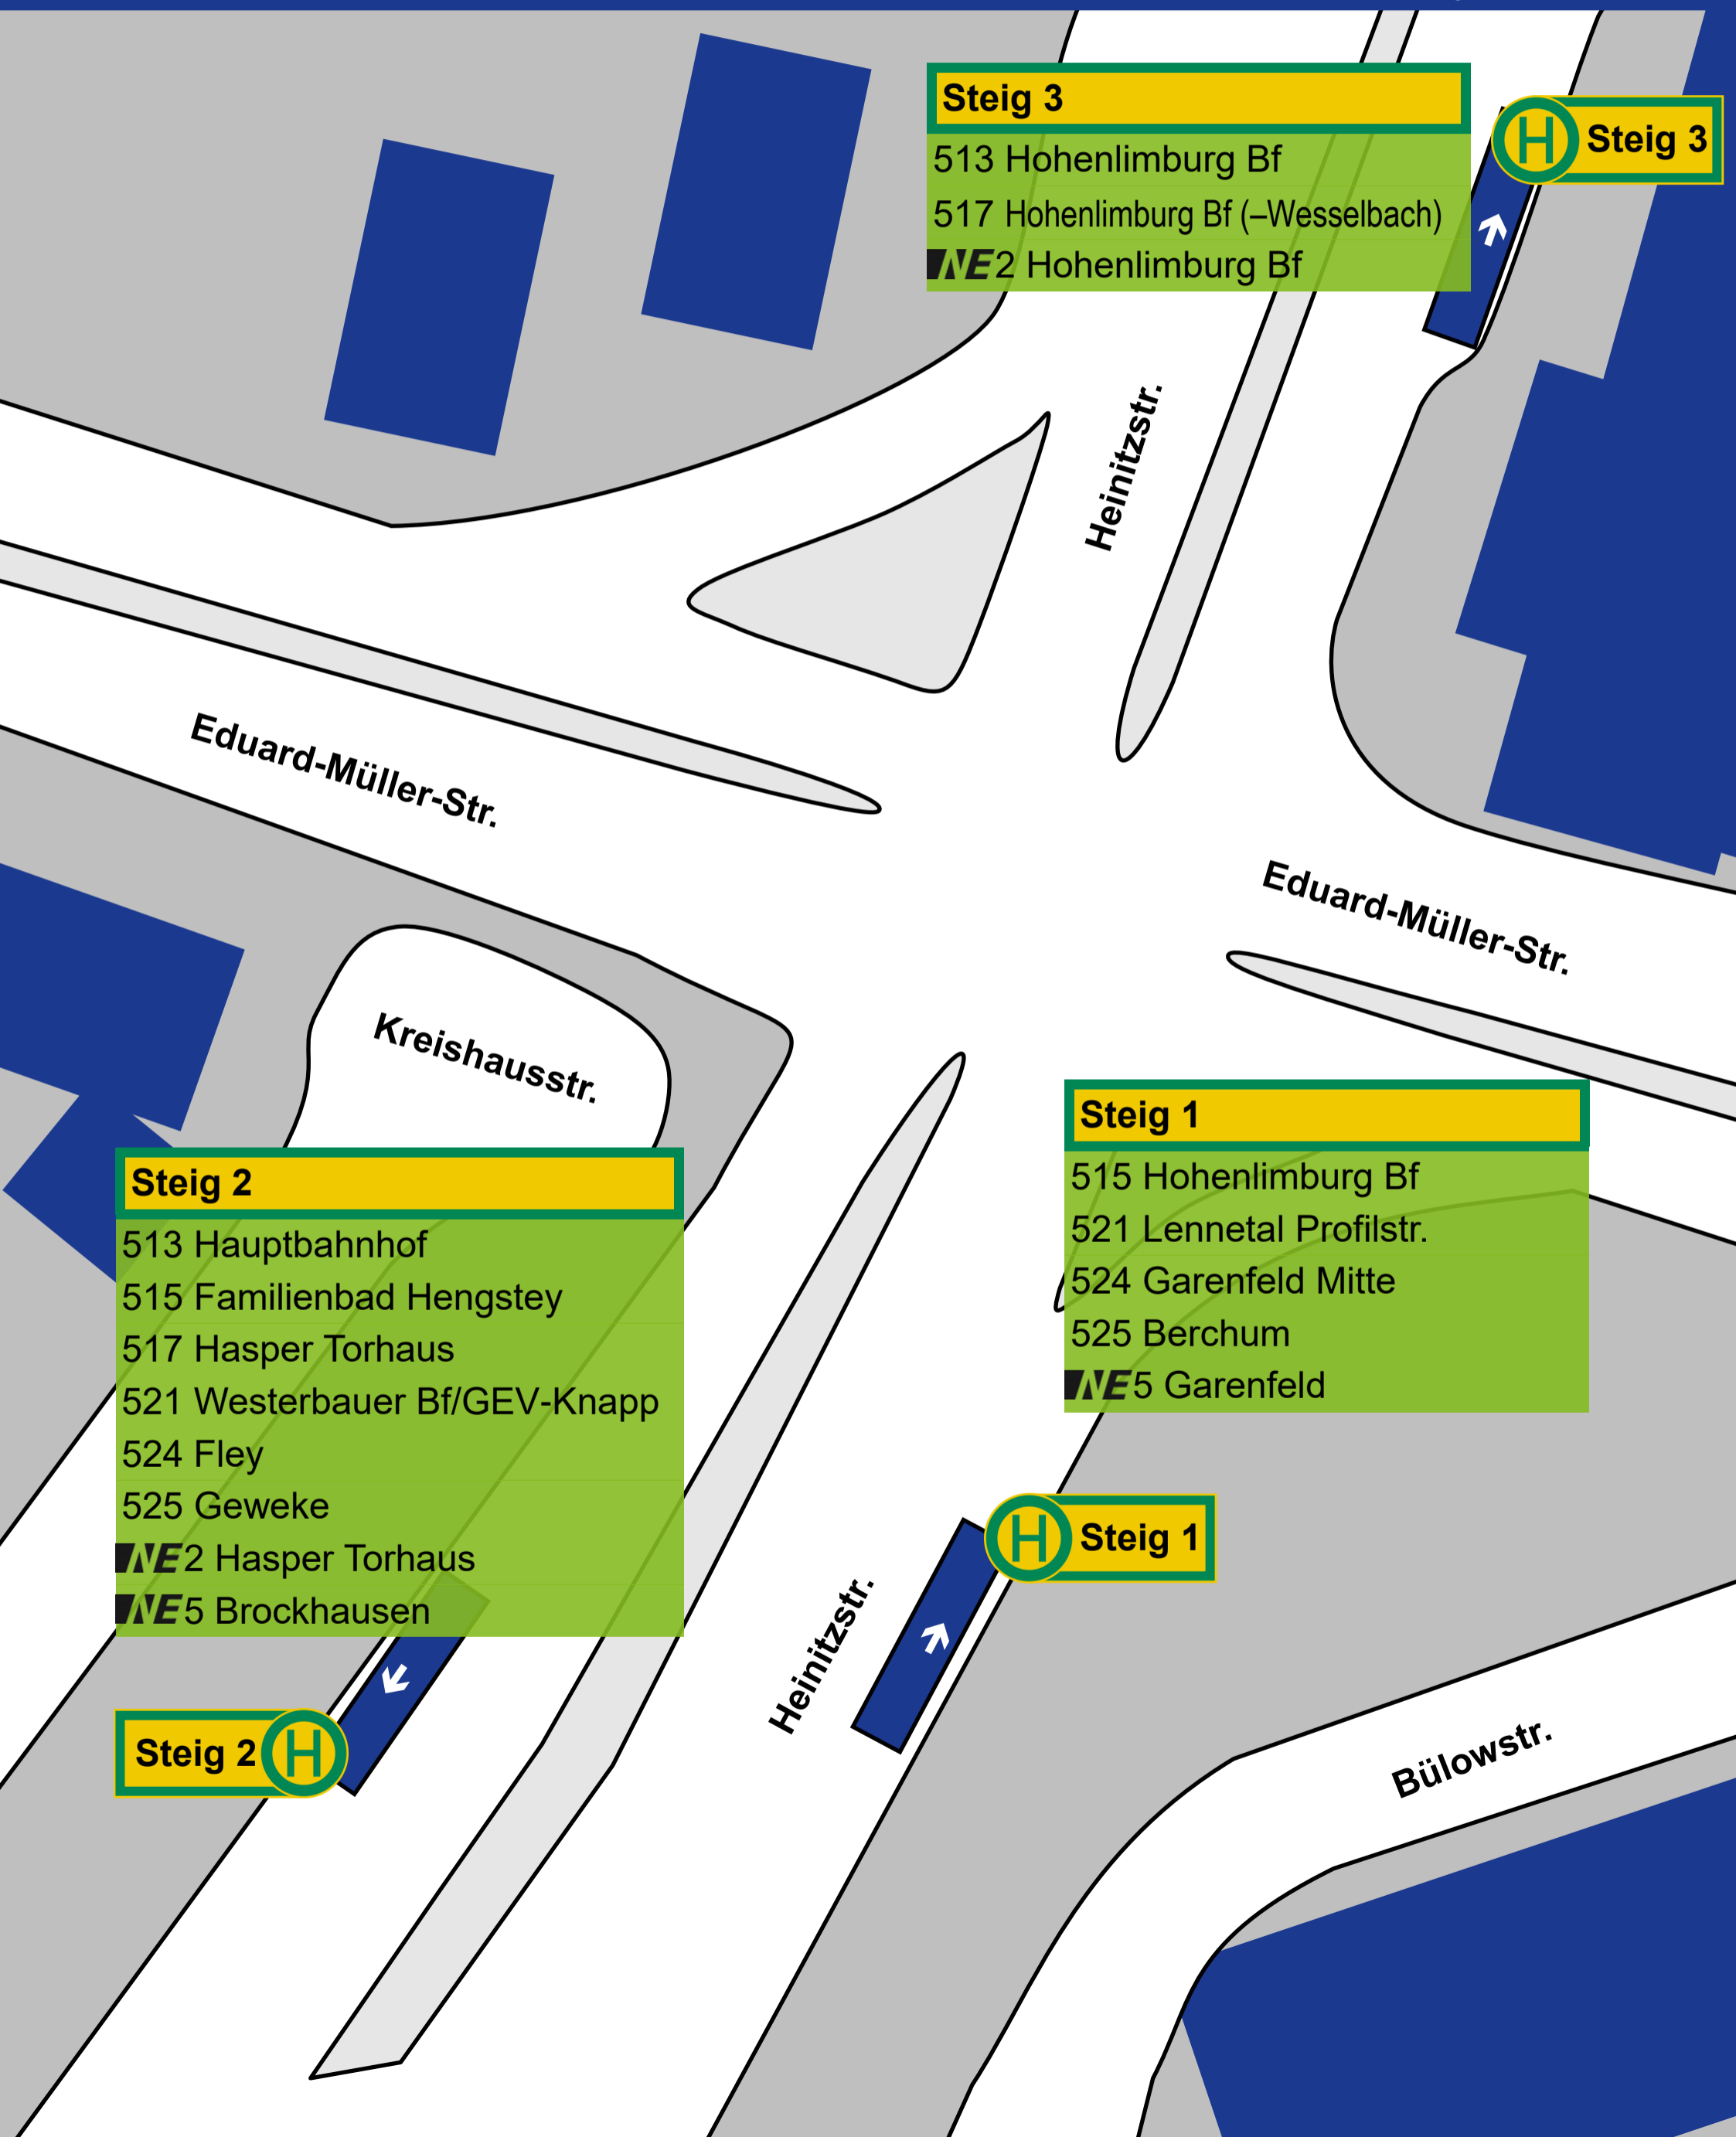 Steig 3
513 Hohenlimburg Bf
517 Hohenlimburg Bf (–Wesselbach)
NE2 Hohenlimburg Bf
H Steig 3
Heinitzstr.
Eduard-Müller-Str.
Eduard-Müller-Str.
Kreishausstr.
Steig 1
515 Hohenlimburg Bf
521 Lennetal Profilstr.
524 Garenfeld Mitte
525 Berchum
NE5 Garenfeld
Steig 2
513 Hauptbahnhof
515 Familienbad Hengstey
517 Hasper Torhaus
521 Westerbauer Bf/GEV-Knapp
524 Fley
525 Geweke
NE2 Hasper Torhaus
NE5 Brockhausen
H Steig 1
Heinitzstr.
Steig 2 H
Bülowstr.